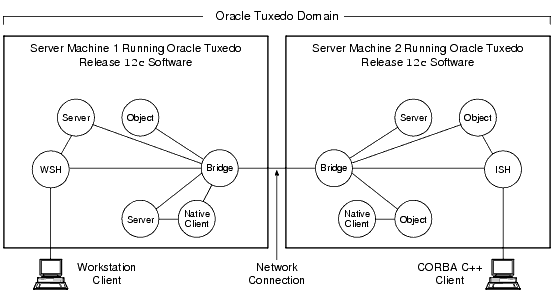 Oracle Tuxedo Domain
Server Machine 1 Running Oracle Tuxedo
Release 12c Software
Server
Object
WSH
Bridge
Server
Native
Client
Server Machine 2 Running Oracle Tuxedo
Release 12c Software
Server
Object
Bridge
ISH
Native
Client
Object
Workstation
Client
Network
Connection
CORBA C++
Client